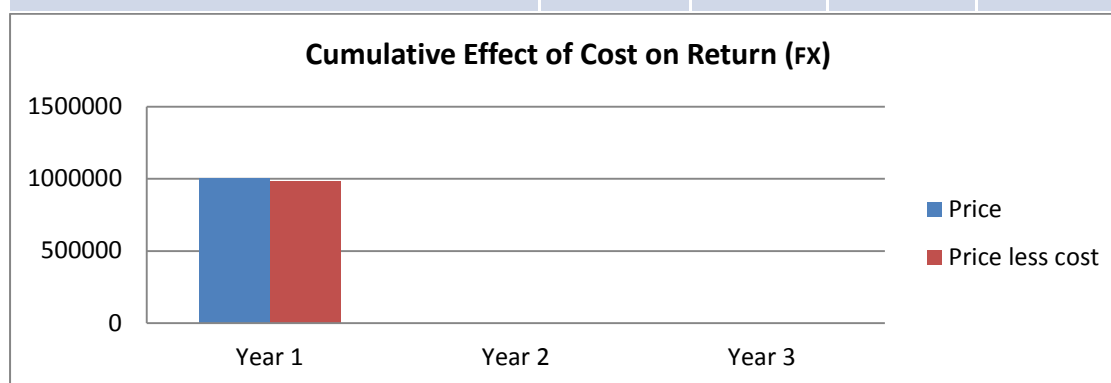 Cumulative Effect of Cost on Return (FX)
1500000
1000000
500000
0
Year 1 Year 2 Year 3
Price
Price less cost